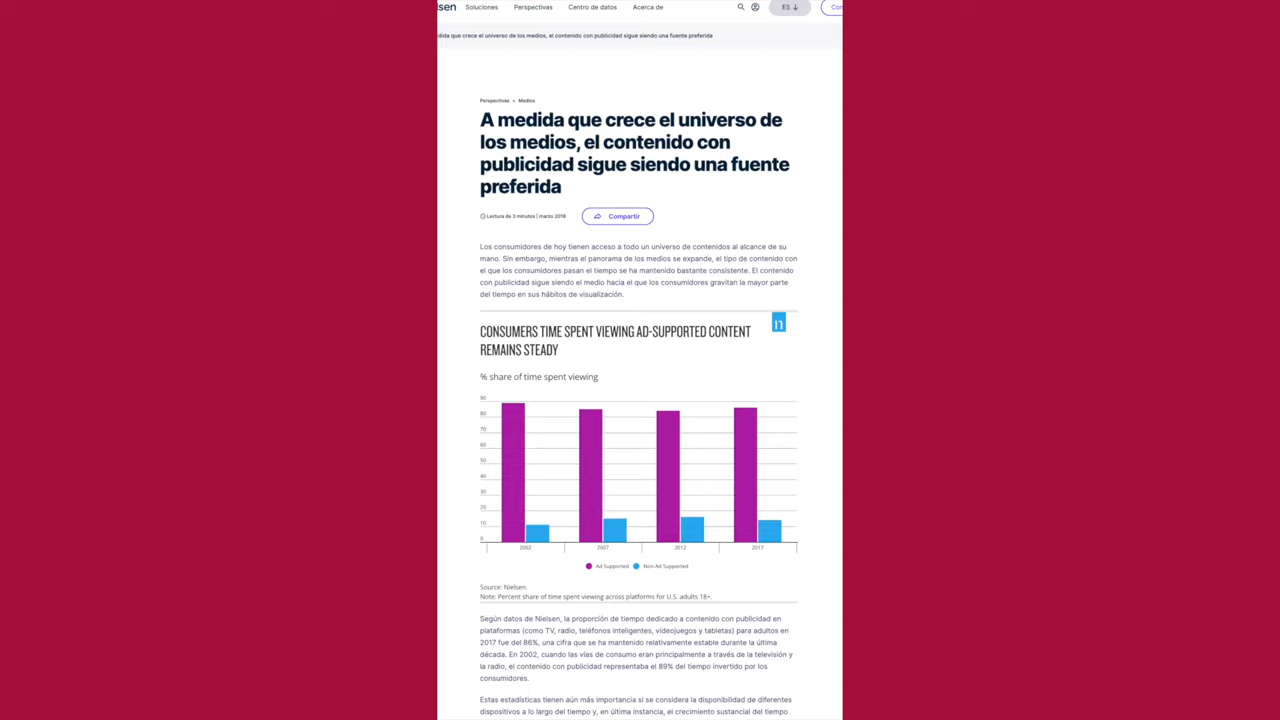 lsen Soluciones Perspectivas Centro de datos Acerca de ES ↓
dida que crece el universo de los medios, el contenido con publicidad sigue siendo una fuente preferida
Perspectivas > Medios
A medida que crece el universo de
los medios, el contenido con
publicidad sigue siendo una fuente
preferida
Lectura de 3 minutos | marzo 2018 Compartir
Los consumidores de hoy tienen acceso a todo un universo de contenidos al alcance de su
mano. Sin embargo, mientras el panorama de los medios se expande, el tipo de contenido con
el que los consumidores pasan el tiempo se ha mantenido bastante consistente. El contenido
con publicidad sigue siendo el medio hacia el que los consumidores gravitan la mayor parte
del tiempo en sus hábitos de visualización.
n
CONSUMERS TIME SPENT VIEWING AD-SUPPORTED CONTENT
REMAINS STEADY
% share of time spent viewing
90
80
70
60
50
40
30
20
10
0
2002 2007 2012 2017
Ad Supported Non-Ad Supported
Source: Nielsen
Note: Percent share of time spent viewing across platforms for U.S. adults 18+.
Según datos de Nielsen, la proporción de tiempo dedicado a contenido con publicidad en
plataformas (como TV, radio, teléfonos inteligentes, videojuegos y tabletas) para adultos en
2017 fue del 86%, una cifra que se ha mantenido relativamente estable durante la última
década. En 2002, cuando las vías de consumo eran principalmente a través de la televisión y
la radio, el contenido con publicidad representaba el 89% del tiempo invertido por los
consumidores.
Estas estadísticas tienen aún más importancia si se considera la disponibilidad de diferentes
dispositivos a lo largo del tiempo y, en última instancia, el crecimiento sustancial del tiempo